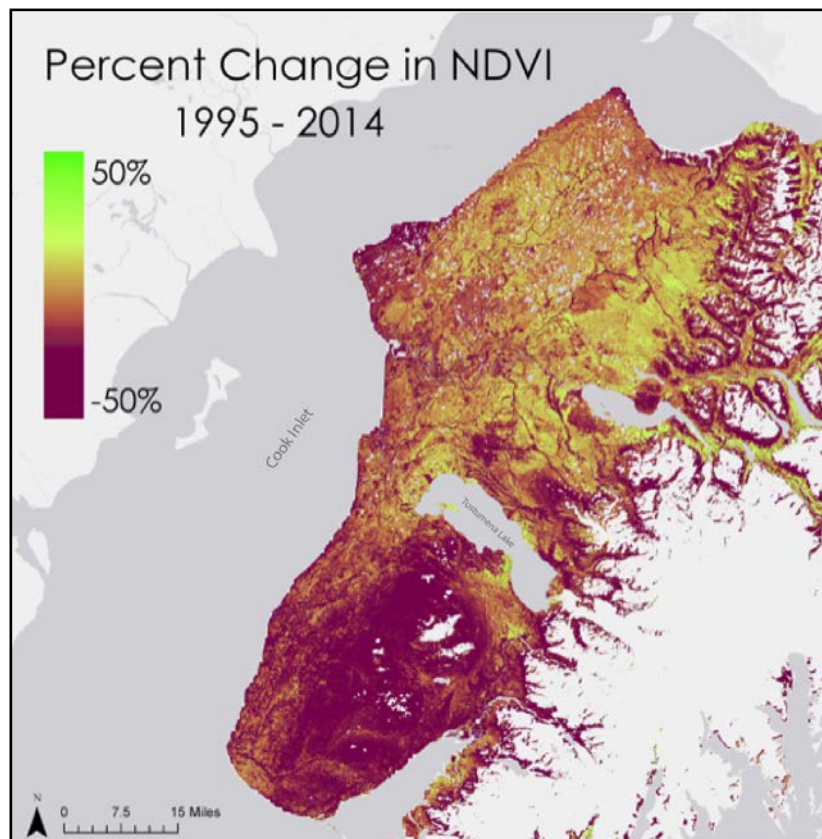 Percent Change in NDVI
1995 - 2014
50%
-50%
Cook Inlet
Tustumena Lake
N
0 7.5 15 Miles